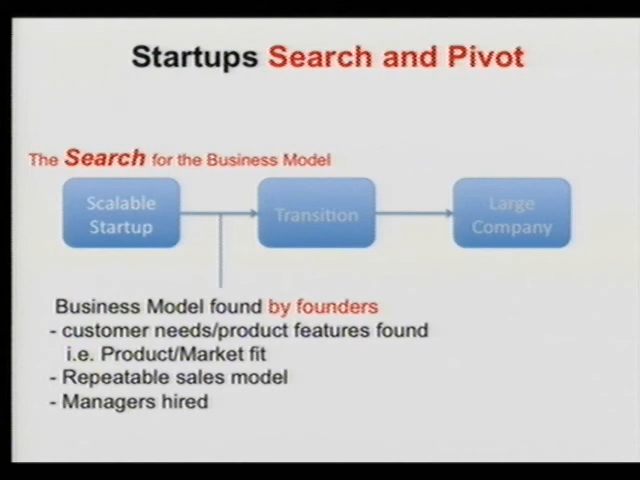 Startups Search and Pivot
The Search for the Business Model
Scalable
Startup
Transition
Large
Company
Business Model found by founders
- customer needs/product features found
i.e. Product/Market fit
- Repeatable sales model
- Managers hired